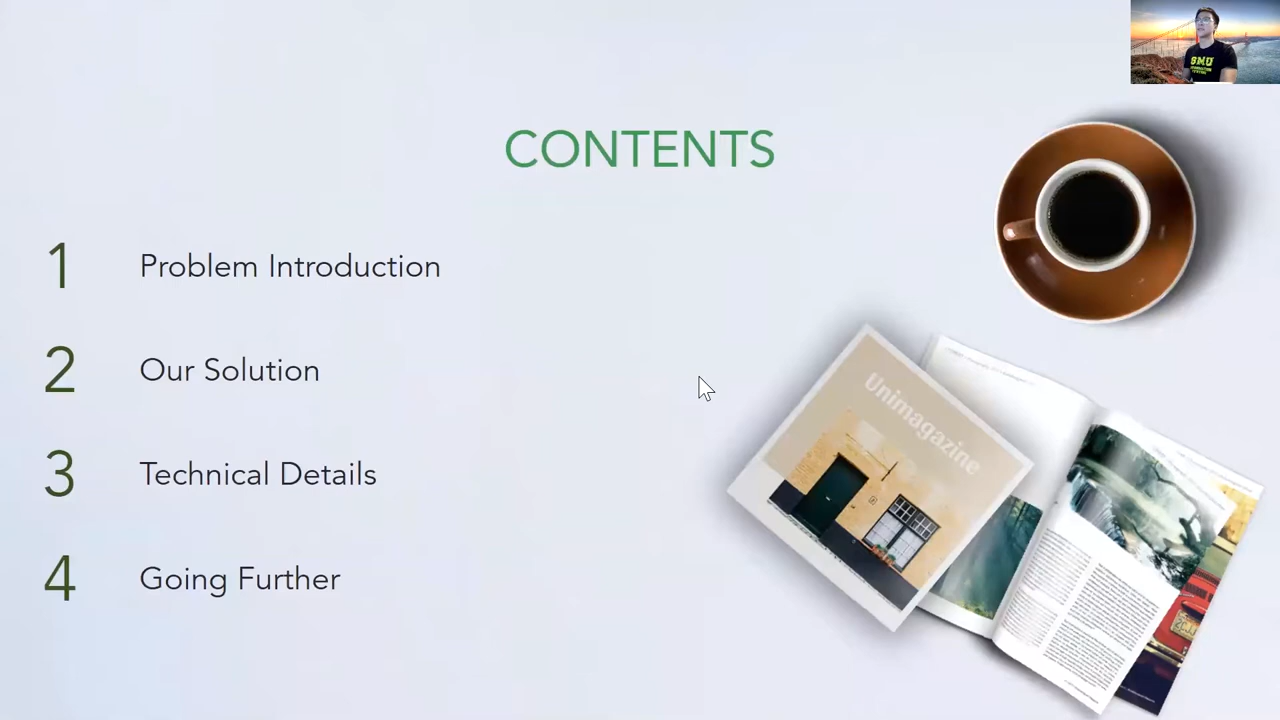 CONTENTS
1 Problem Introduction
2 Our Solution
3 Technical Details
4 Going Further
SMU
Unimagazine